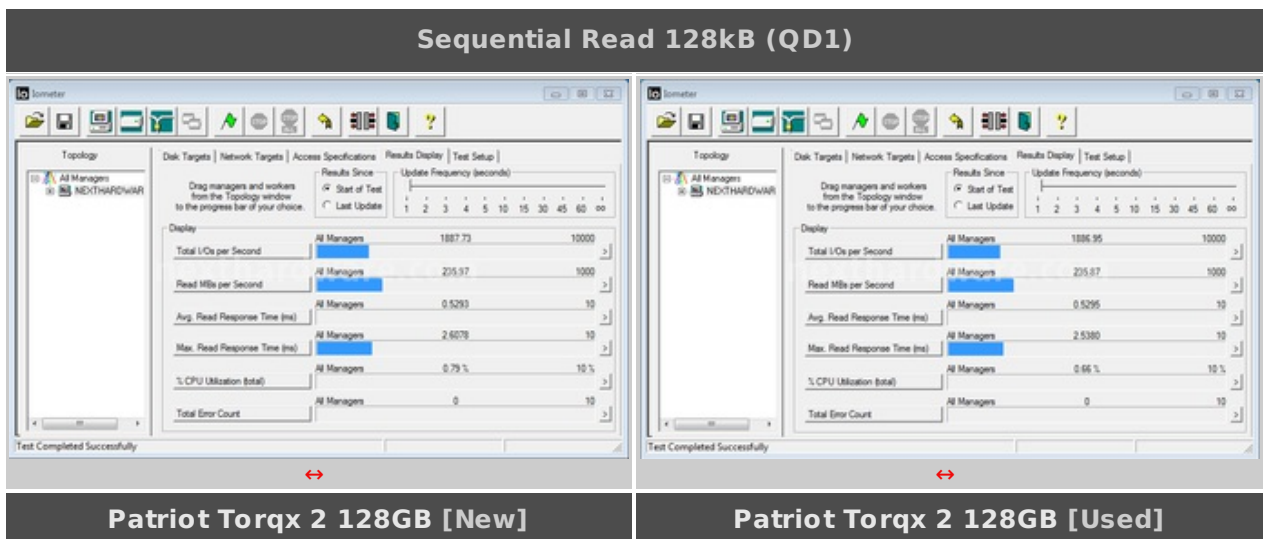 Sequential Read 128kB (QD1)
Iometer
Topology
All Managers
NEXTHARDWAR
Disk Targets
Network Targets
Access Specifications
Results Display
Test Setup
Drag managers and workers
from the Topology window
to the progress bar of your choice.
Results Since
Start of Test
Last Update
Update Frequency (seconds)
1 2 3 4 5 10 15 30 45 60 oo
Display
All Managers 1887.73 10000
Total I/Os per Second
All Managers 235.97 1000
Read MBs per Second
All Managers 0.5293 10
Avg. Read Response Time (ms)
All Managers 2.6078 10
Max. Read Response Time (ms)
All Managers 0.79 % 10 %
% CPU Utilization (total)
All Managers 0 10
Total Error Count
Test Completed Successfully
Patriot Torqx 2 128GB [New]
Iometer
Topology
All Managers
NEXTHARDWAR
Disk Targets
Network Targets
Access Specifications
Results Display
Test Setup
Drag managers and workers
from the Topology window
to the progress bar of your choice.
Results Since
Start of Test
Last Update
Update Frequency (seconds)
1 2 3 4 5 10 15 30 45 60 oo
Display
All Managers 1886.95 10000
Total I/Os per Second
All Managers 235.87 1000
Read MBs per Second
All Managers 0.5295 10
Avg. Read Response Time (ms)
All Managers 2.5380 10
Max. Read Response Time (ms)
All Managers 0.66 % 10 %
% CPU Utilization (total)
All Managers 0 10
Total Error Count
Test Completed Successfully
Patriot Torqx 2 128GB [Used]